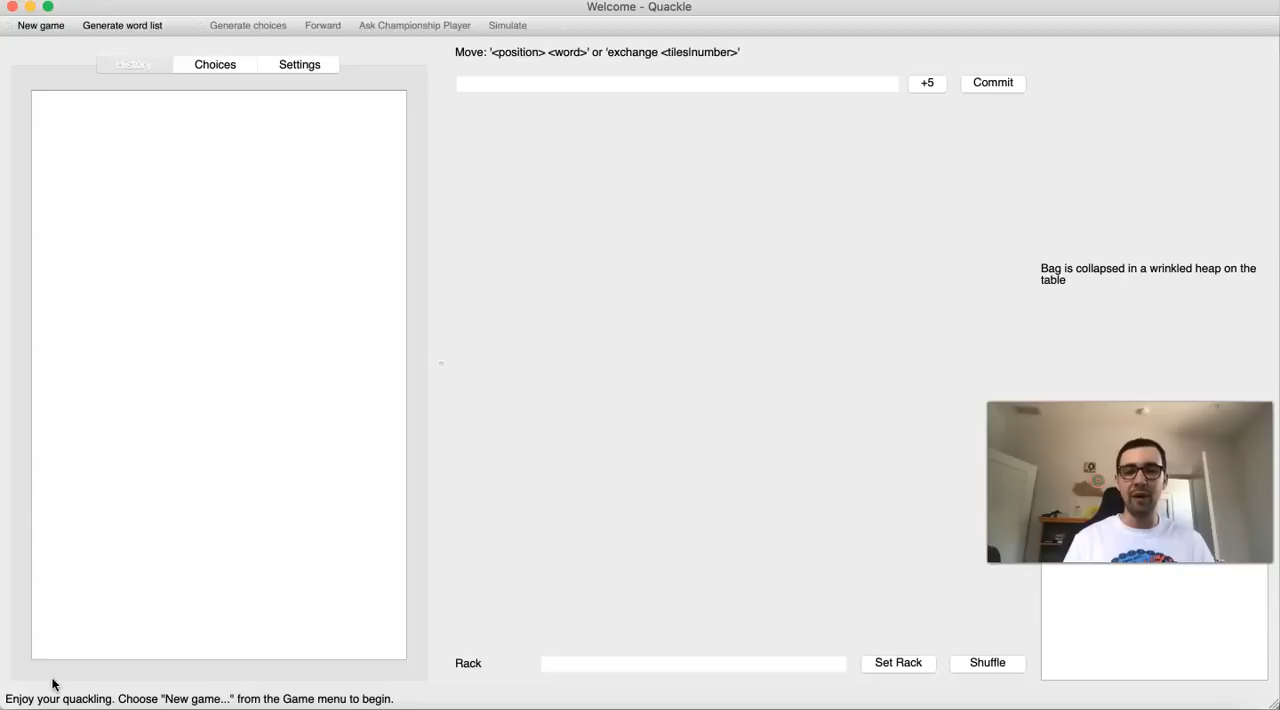 Welcome - Quackle
New game
Generate word list
Generate choices
Forward
Ask Championship Player
Simulate
History
Choices
Settings
Move: '<position> <word>' or 'exchange <tiles|number>'
+5
Commit
Bag is collapsed in a wrinkled heap on the
table
Rack
Set Rack
Shuffle
Enjoy your quackling. Choose "New game..." from the Game menu to begin.